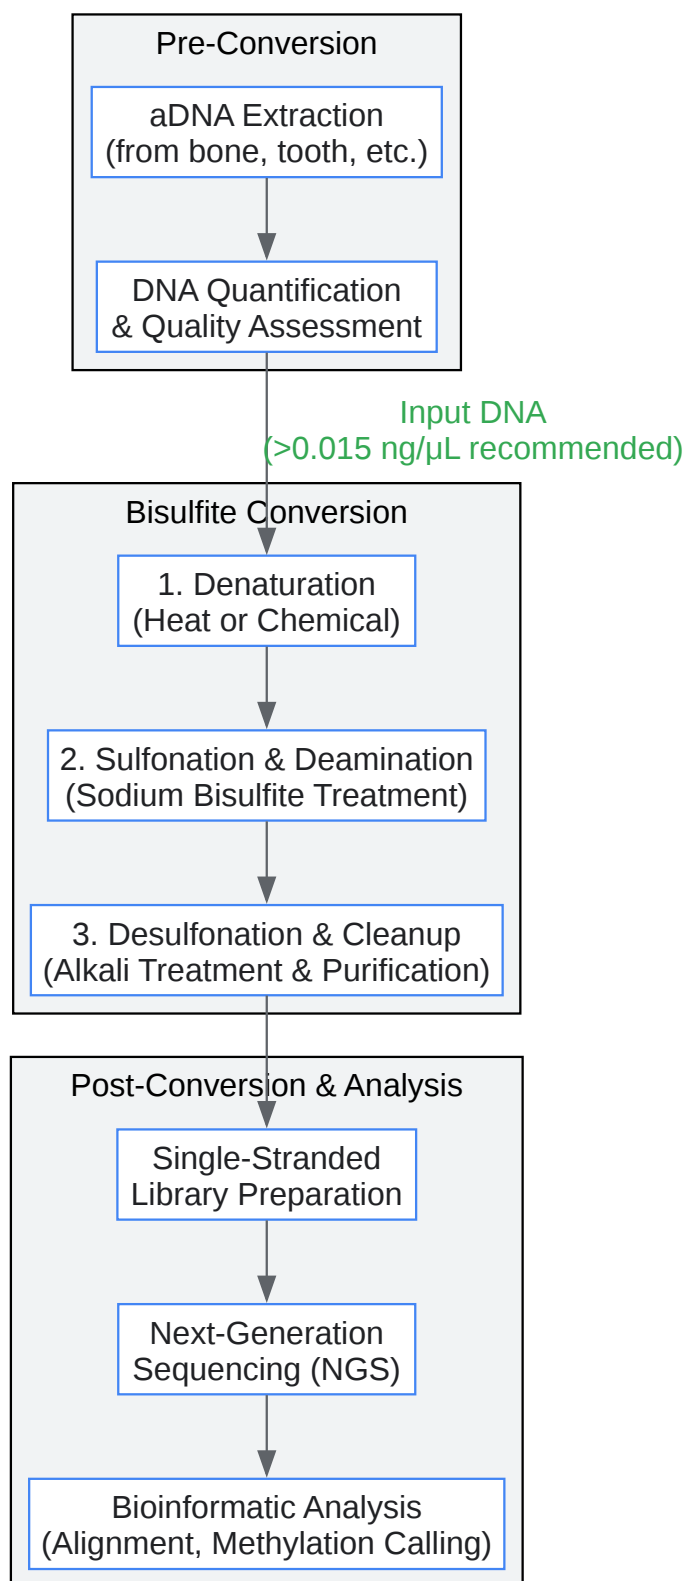 Pre-Conversion
aDNA Extraction
(from bone, tooth, etc.)
DNA Quantification
& Quality Assessment
Input DNA
(>0.015 ng/µL recommended)
Bisulfite Conversion
1. Denaturation
(Heat or Chemical)
2. Sulfonation & Deamination
(Sodium Bisulfite Treatment)
3. Desulfonation & Cleanup
(Alkali Treatment & Purification)
Post-Conversion & Analysis
Single-Stranded
Library Preparation
Next-Generation
Sequencing (NGS)
Bioinformatic Analysis
(Alignment, Methylation Calling)